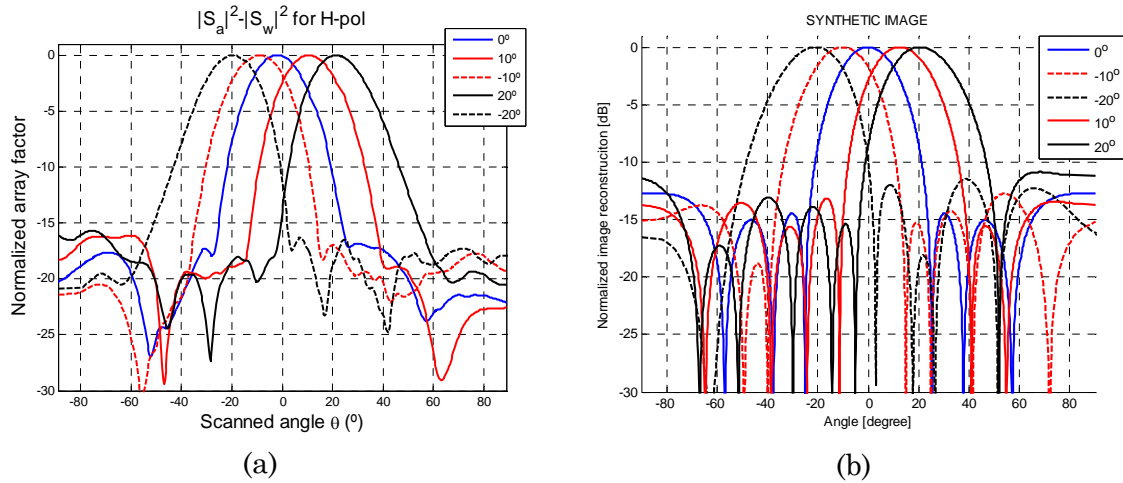 |S_a|^2-|S_w|^2 for H-pol
0º
10º
-10º
20º
-20º
0
-5
-10
-15
-20
-25
-30
Normalized array factor
-80 -60 -40 -20 0 20 40 60 80
Scanned angle θ (º)
(a)
SYNTHETIC IMAGE
0º
-10º
-20º
10º
20º
0
-5
-10
-15
-20
-25
-30
Normalized image reconstruciton [dB]
-80 -60 -40 -20 0 20 40 60 80
Angle [degree]
(b)